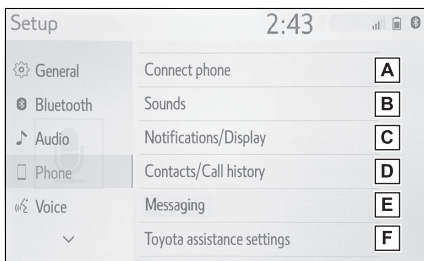 Setup 2:43
General
Bluetooth
Audio
Phone
Voice
Connect phone A
Sounds B
Notifications/Display C
Contacts/Call history D
Messaging E
Toyota assistance settings F